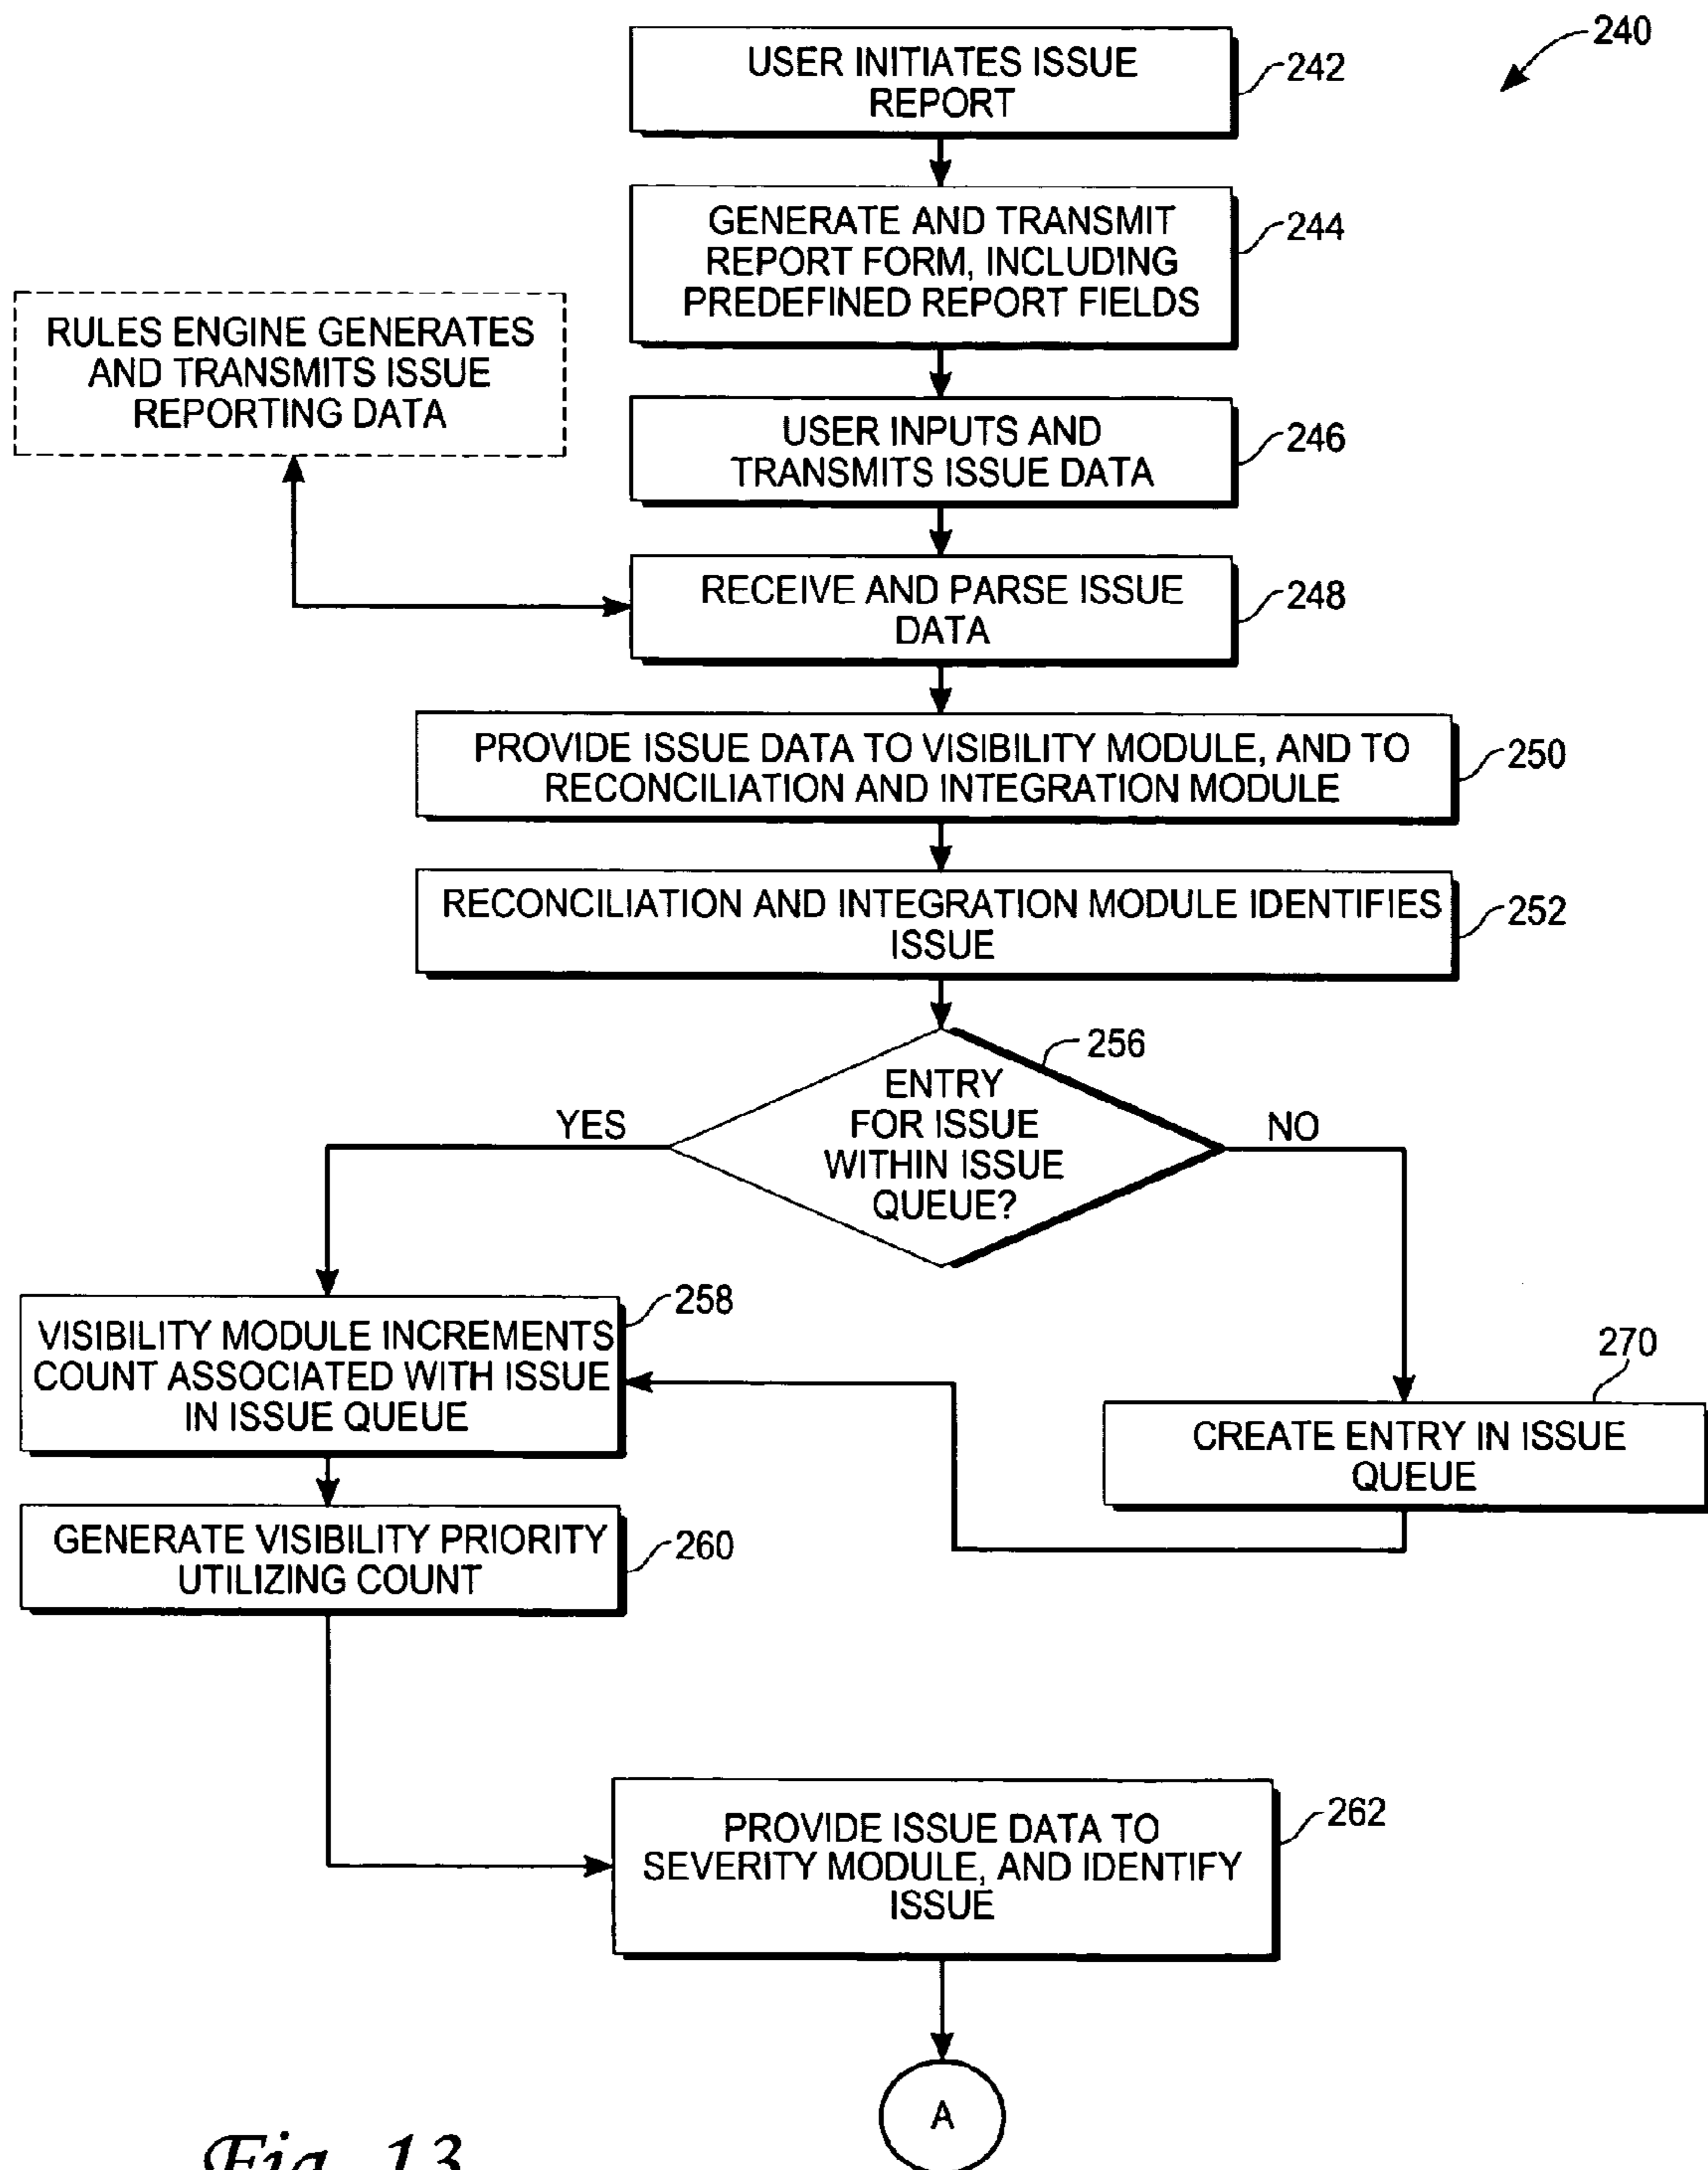 240
USER INITIATES ISSUE
REPORT
242
GENERATE AND TRANSMIT
REPORT FORM, INCLUDING
PREDEFINED REPORT FIELDS
244
RULES ENGINE GENERATES
AND TRANSMITS ISSUE
REPORTING DATA
USER INPUTS AND
TRANSMITS ISSUE DATA
246
RECEIVE AND PARSE ISSUE
DATA
248
PROVIDE ISSUE DATA TO VISIBILITY MODULE, AND TO
RECONCILIATION AND INTEGRATION MODULE
250
RECONCILIATION AND INTEGRATION MODULE IDENTIFIES
ISSUE
252
256
ENTRY
FOR ISSUE
WITHIN ISSUE
QUEUE?
YES
NO
258
VISIBILITY MODULE INCREMENTS
COUNT ASSOCIATED WITH ISSUE
IN ISSUE QUEUE
270
CREATE ENTRY IN ISSUE
QUEUE
GENERATE VISIBILITY PRIORITY
UTILIZING COUNT
260
PROVIDE ISSUE DATA TO
SEVERITY MODULE, AND IDENTIFY
ISSUE
262
A
Fig. 13